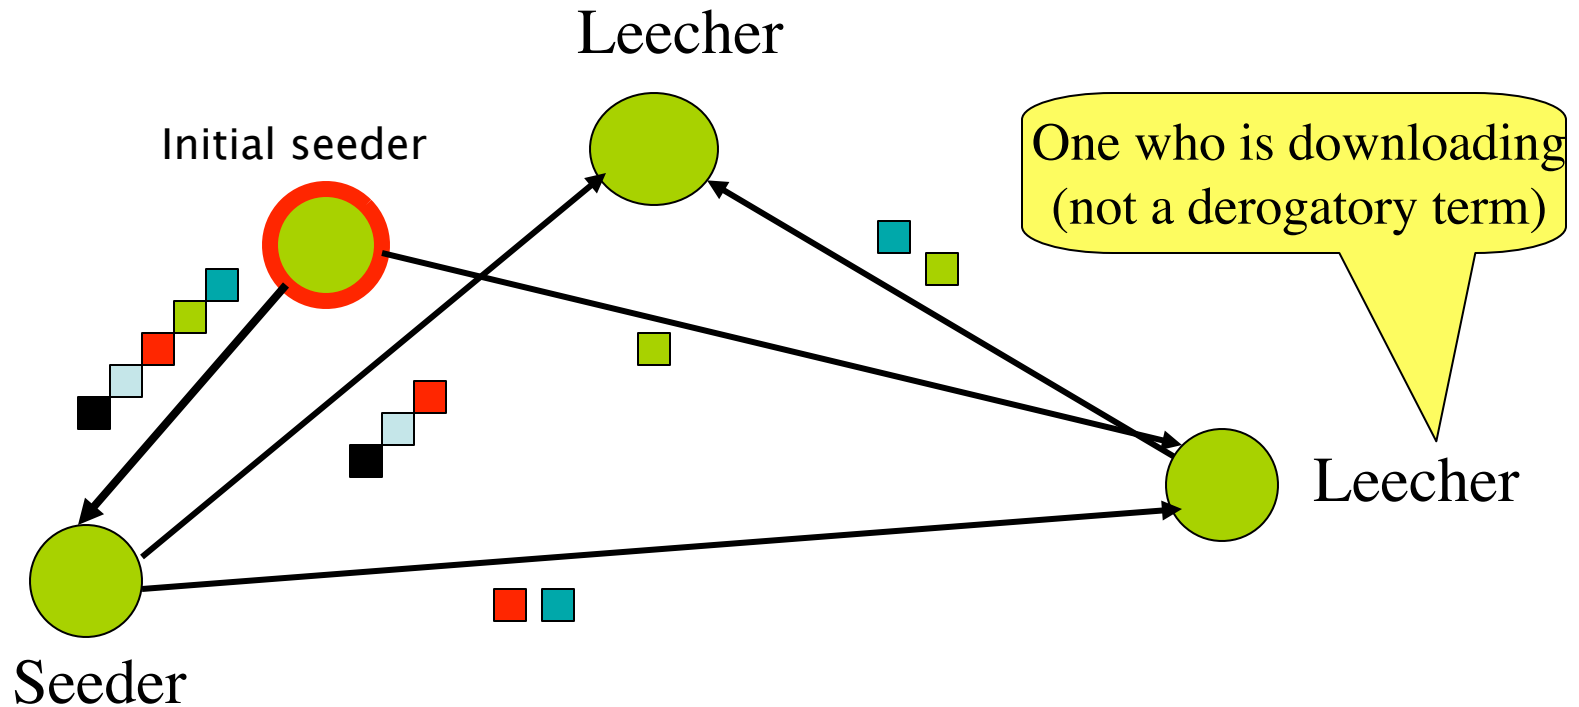 Leecher
Initial seeder
One who is downloading
(not a derogatory term)
Leecher
Seeder